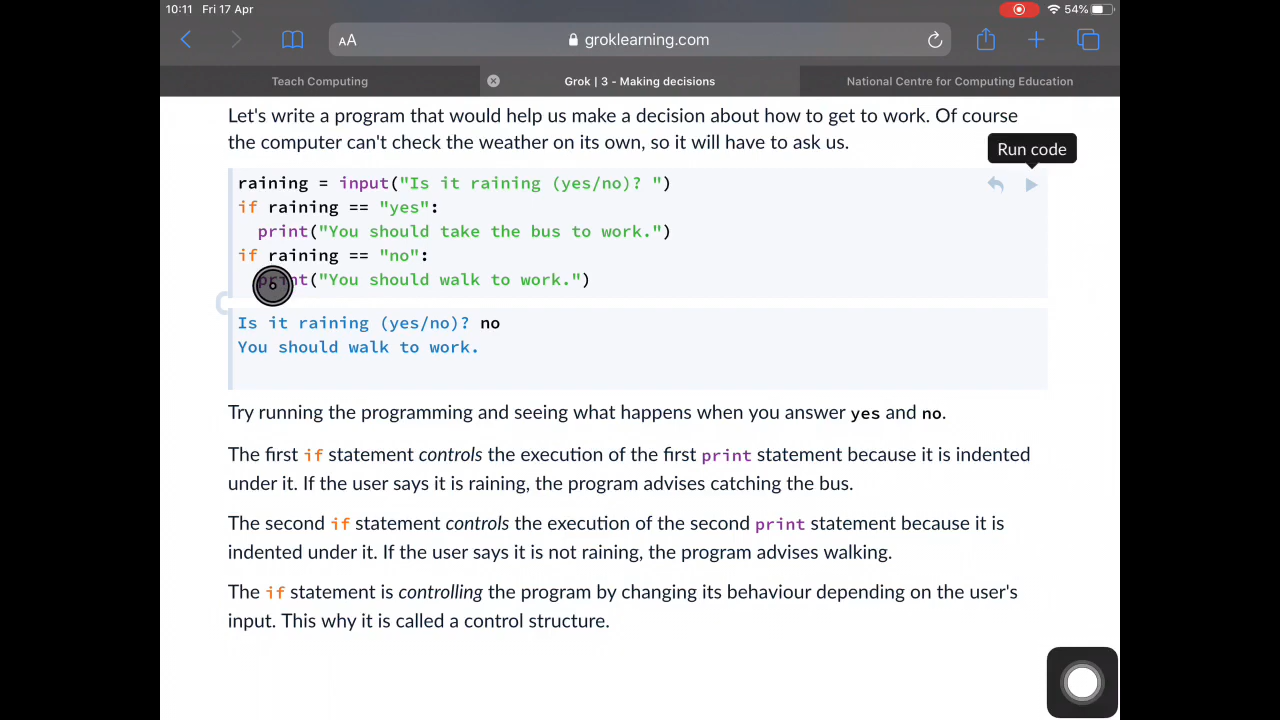 10:11 Fri 17 Apr 54%
AA groklearning.com
Teach Computing Grok | 3 - Making decisions National Centre for Computing Education
Let's write a program that would help us make a decision about how to get to work. Of course
the computer can't check the weather on its own, so it will have to ask us.
Run code
raining = input("Is it raining (yes/no)? ")
if raining == "yes":
  print("You should take the bus to work.")
if raining == "no":
  print("You should walk to work.")
Is it raining (yes/no)? no
You should walk to work.
Try running the programming and seeing what happens when you answer yes and no.
The first if statement controls the execution of the first print statement because it is indented
under it. If the user says it is raining, the program advises catching the bus.
The second if statement controls the execution of the second print statement because it is
indented under it. If the user says it is not raining, the program advises walking.
The if statement is controlling the program by changing its behaviour depending on the user's
input. This why it is called a control structure.